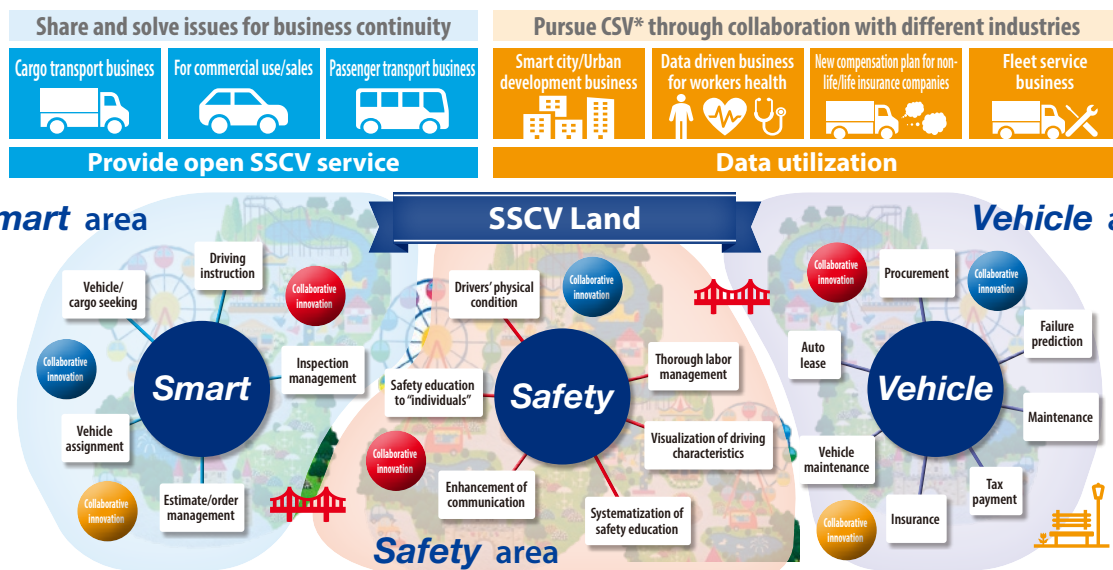 Share and solve issues for business continuity
Pursue CSV* through collaboration with different industries
Cargo transport business
For commercial use/sales
Passenger transport business
Smart city/Urban
development business
Data driven business
for workers health
New compensation plan for non-
life/life insurance companies
Fleet service
business
Provide open SSCV service
Data utilization
SSCV Land
mart area
Vehicle a
Driving
instruction
Vehicle/
cargo seeking
Collaborative
innovation
Collaborative
innovation
Inspection
management
Smart
Vehicle
assignment
Collaborative
innovation
Estimate/order
management
Drivers' physical
condition
Collaborative
innovation
Thorough labor
management
Safety education
to "individuals"
Safety
Visualization of driving
characteristics
Collaborative
innovation
Enhancement of
communication
Systematization of
safety education
Safety area
Collaborative
innovation
Procurement
Collaborative
innovation
Failure
prediction
Auto
lease
Vehicle
Maintenance
Vehicle
maintenance
Tax
payment
Insurance
Collaborative
innovation